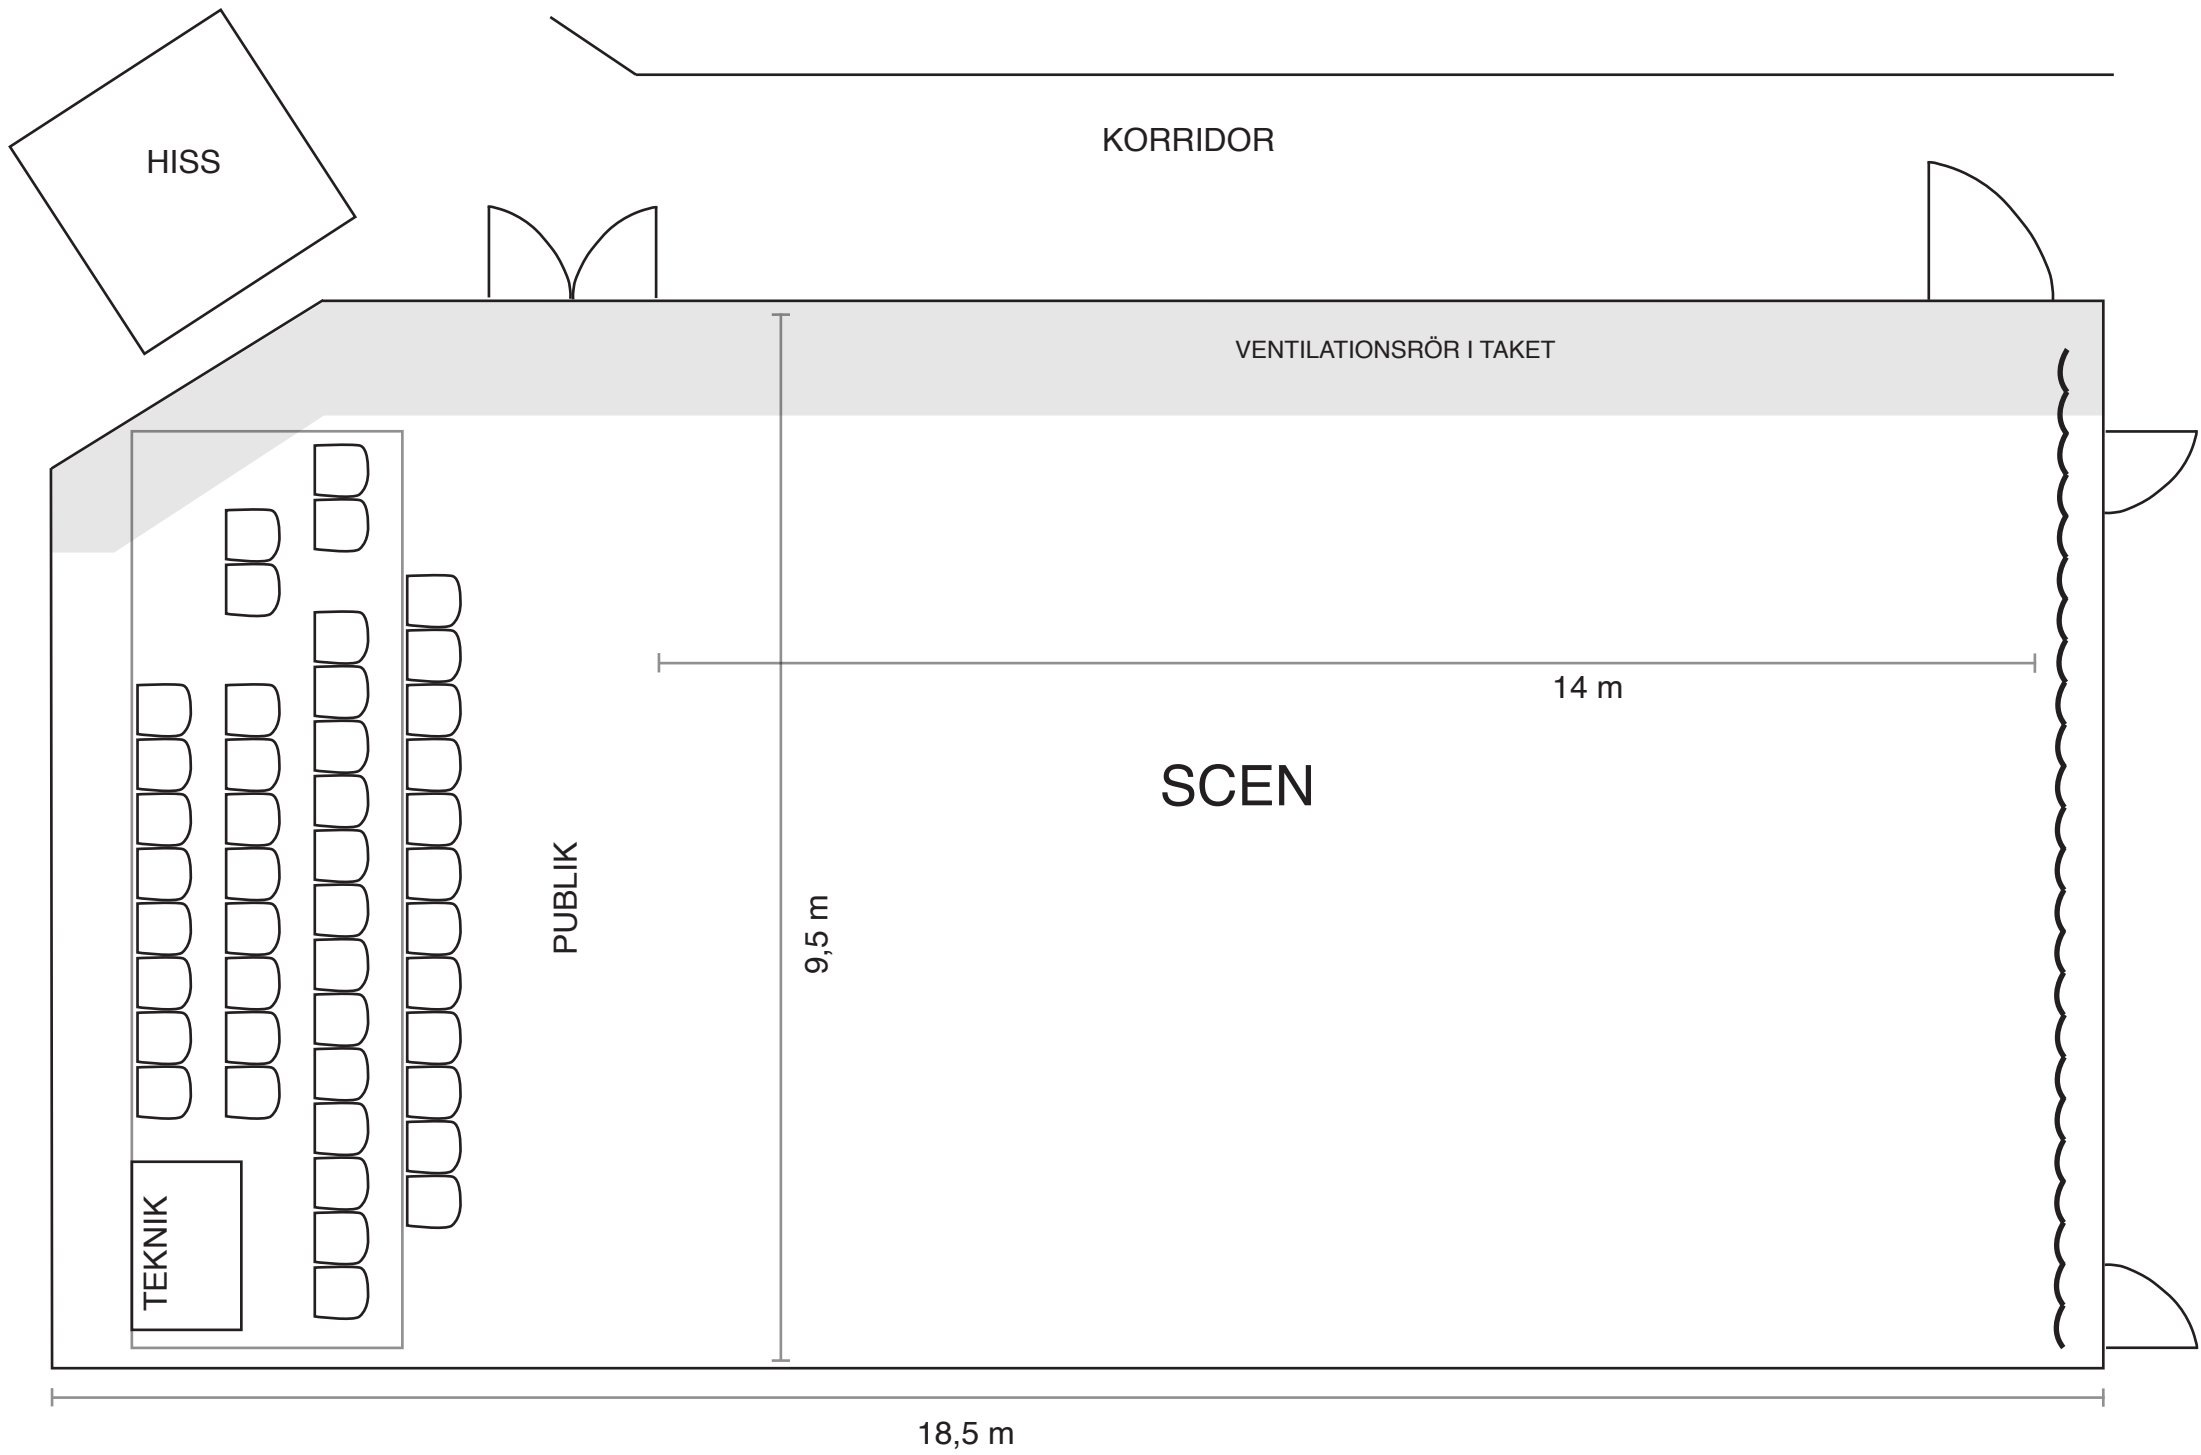 KORRIDOR
HISS
VENTILATIONSRÖR I TAKET
14 m
SCEN
PUBLIK
9,5 m
TEKNIK
18,5 m